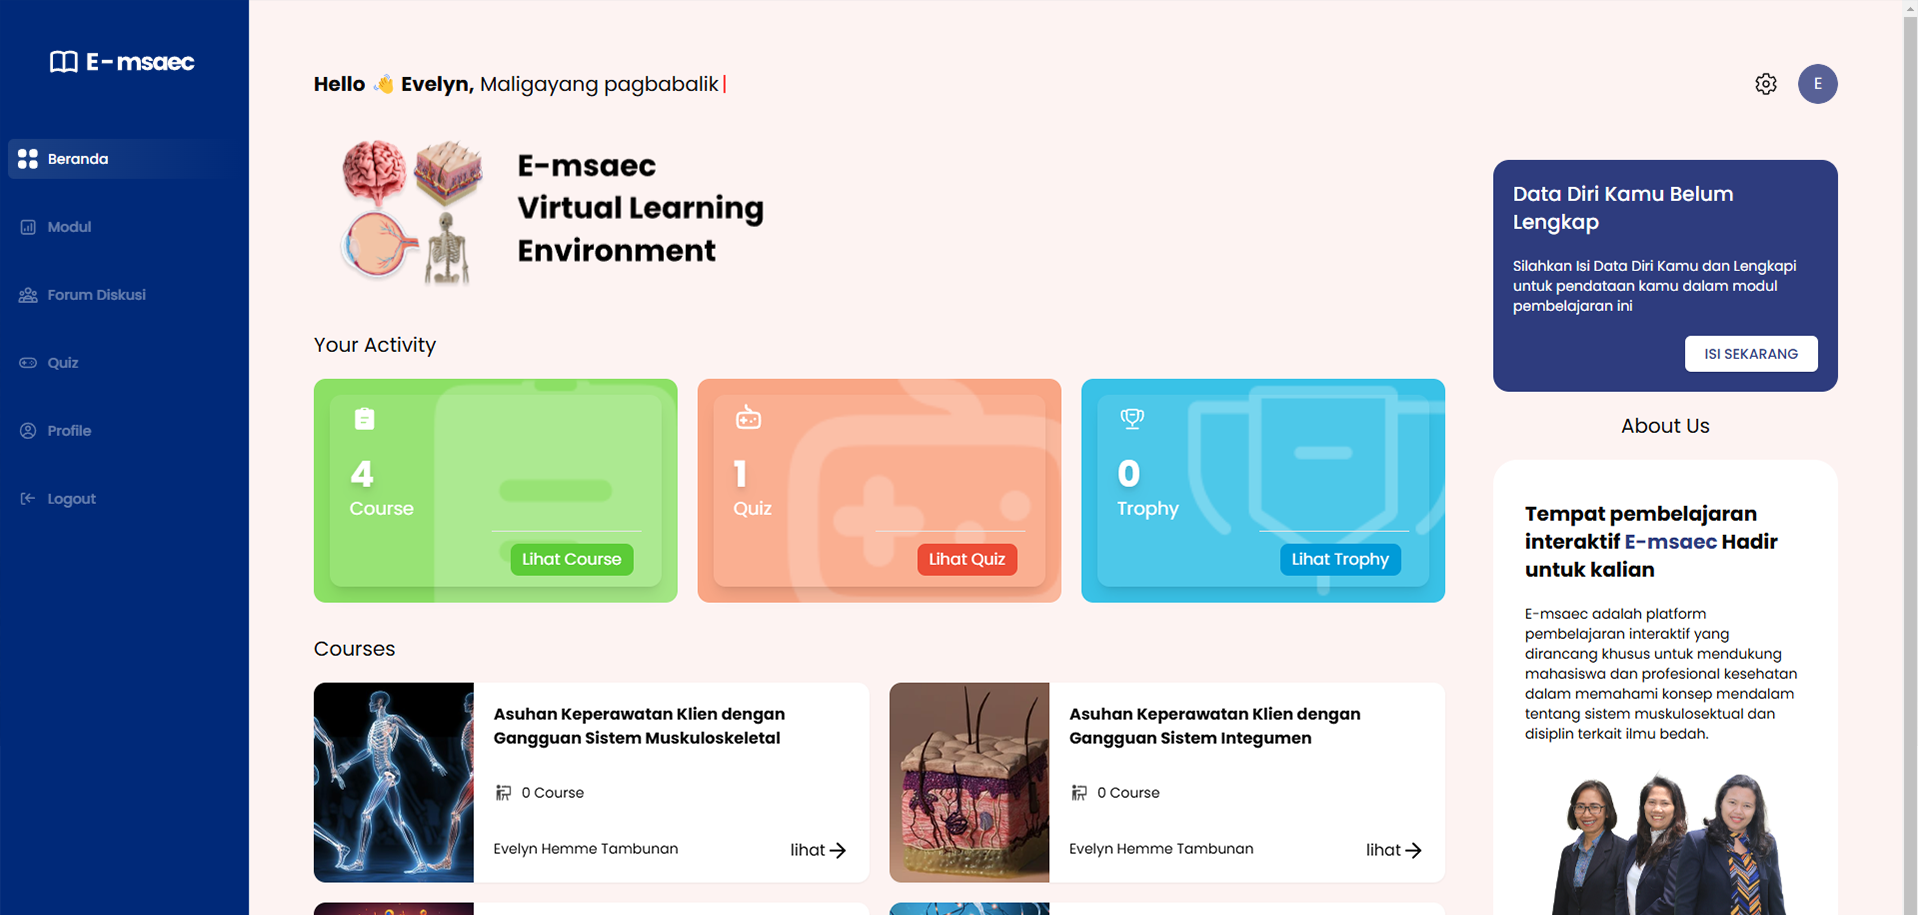 E-msaec
Beranda
Modul
Forum Diskusi
Quiz
Profile
Logout
Hello 👋 Evelyn, Maligayang pagbabalik
E
E-msaec
Virtual Learning
Environment
Your Activity
4
Course
Lihat Course
1
Quiz
Lihat Quiz
0
Trophy
Lihat Trophy
Courses
Asuhan Keperawatan Klien dengan
Gangguan Sistem Muskuloskeletal
0 Course
Evelyn Hemme Tambunan
lihat
Asuhan Keperawatan Klien dengan
Gangguan Sistem Integumen
0 Course
Evelyn Hemme Tambunan
lihat
Data Diri Kamu Belum
Lengkap
Silahkan Isi Data Diri Kamu dan Lengkapi
untuk pendataan kamu dalam modul
pembelajaran ini
ISI SEKARANG
About Us
Tempat pembelajaran
interaktif E-msaec Hadir
untuk kalian
E-msaec adalah platform
pembelajaran interaktif yang
dirancang khusus untuk mendukung
mahasiswa dan profesional kesehatan
dalam memahami konsep mendalam
tentang sistem muskulosektual dan
disiplin terkait ilmu bedah.